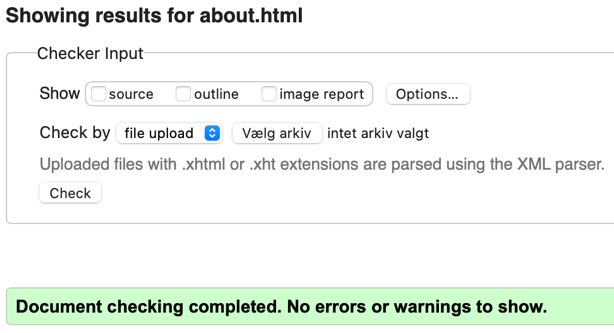 Showing results for about.html
Checker Input
Show source outline image report Options...
Check by file upload Vælg arkiv intet arkiv valgt
Uploaded files with .xhtml or .xht extensions are parsed using the XML parser.
Check
Document checking completed. No errors or warnings to show.